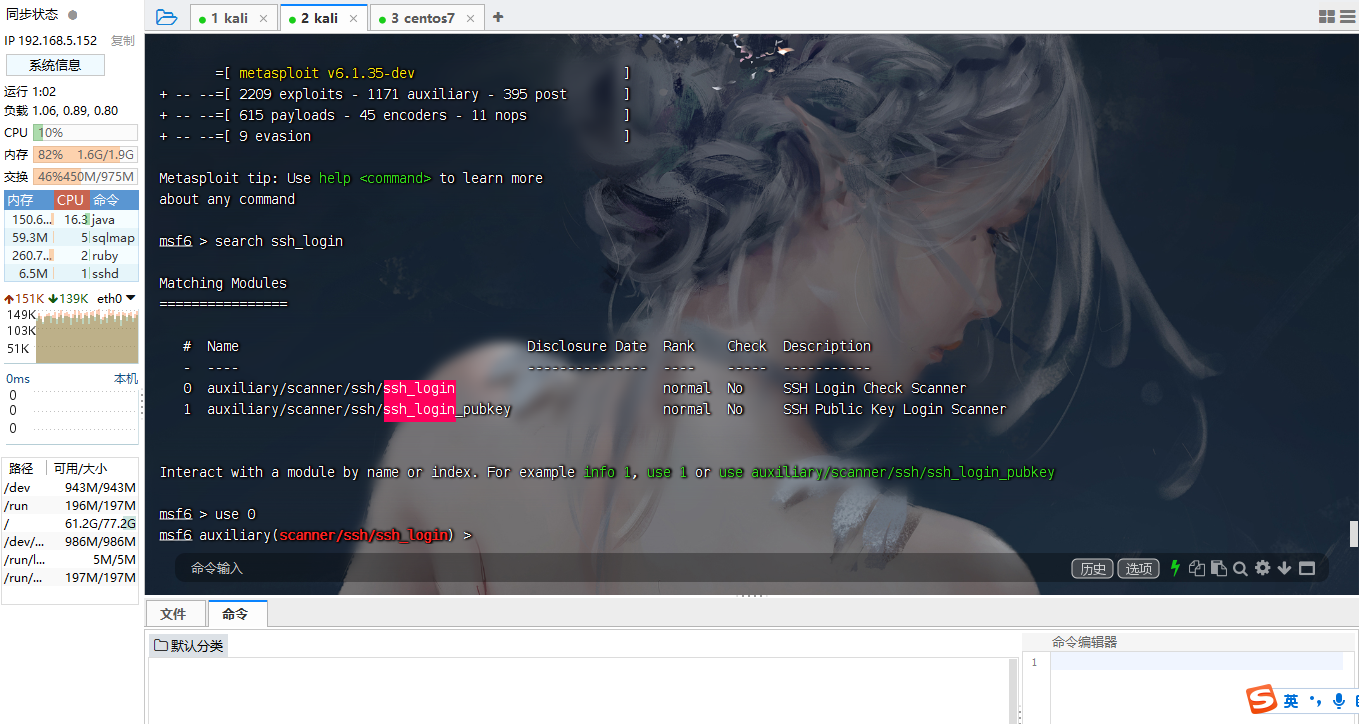 同步状态
IP 192.168.5.152 复制
系统信息
运行 1:02
负载 1.06, 0.89, 0.80
CPU 10%
内存 82% 1.6G/1.9G
交换 46% 450M/975M
内存 CPU 命令
150.6... 16.3 java
59.3M 5 sqlmap
260.7... 2 ruby
6.5M 1 sshd
151K 139K eth0
149K
103K
51K
0ms 本机
0
0
0
路径 可用/大小
/dev 943M/943M
/run 196M/197M
/ 61.2G/77.2G
/dev/... 986M/986M
/run/l... 5M/5M
/run/... 197M/197M
1 kali × 2 kali × 3 centos7 × +
=[ metasploit v6.1.35-dev ]
+ -- --=[ 2209 exploits - 1171 auxiliary - 395 post ]
+ -- --=[ 615 payloads - 45 encoders - 11 nops ]
+ -- --=[ 9 evasion ]
Metasploit tip: Use help <command> to learn more
about any command
msf6 > search ssh_login
Matching Modules
================
# Name Disclosure Date Rank Check Description
- ---- --------------- ---- ----- -----------
0 auxiliary/scanner/ssh/ssh_login normal No SSH Login Check Scanner
1 auxiliary/scanner/ssh/ssh_login_pubkey normal No SSH Public Key Login Scanner
Interact with a module by name or index. For example info 1, use 1 or use auxiliary/scanner/ssh/ssh_login_pubkey
msf6 > use 0
msf6 auxiliary(scanner/ssh/ssh_login) >
命令输入 历史 选项
文件 命令
默认分类
命令编辑器
1
英